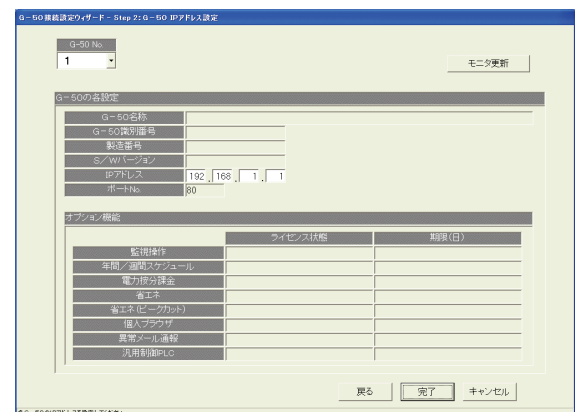 G－50接続設定ウィザード － Step 2: G－50 IPアドレス設定
G-50 No.
1
モニタ更新
G－50の各設定
G－50名称
G－50識別番号
製造番号
S／Wバージョン
IPアドレス 192 . 168 . 1 . 1
ポートNo. 80
オプション機能
ライセンス状態 期限(日)
監視操作
年間／週間スケジュール
電力按分課金
省エネ
省エネ(ピークカット)
個人ブラウザ
異常メール通報
汎用制御PLC
戻る 完了 キャンセル